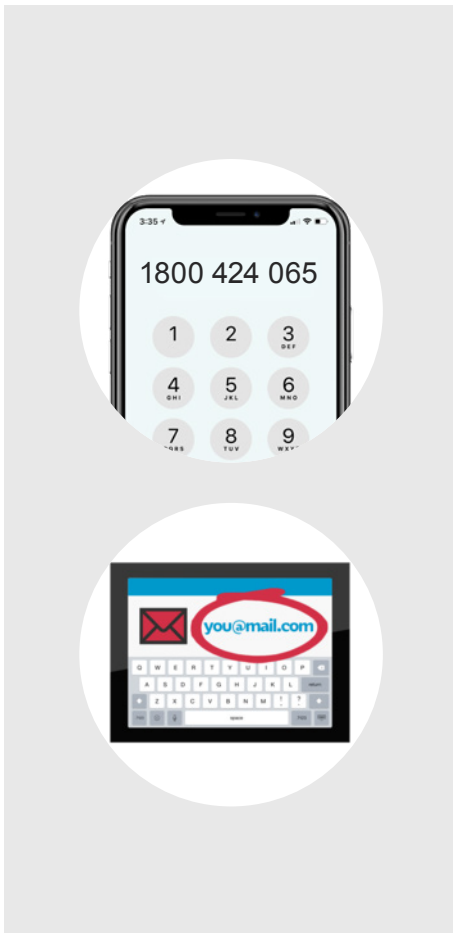 3:35
1800 424 065
1 2 3
DEF
4 5 6
GHI JKL MNO
7 8 9
TUV
you@mail.com
Q W E R T Y U I O P
A S D F G H J K L return
Z X C V B N M ! ?
space